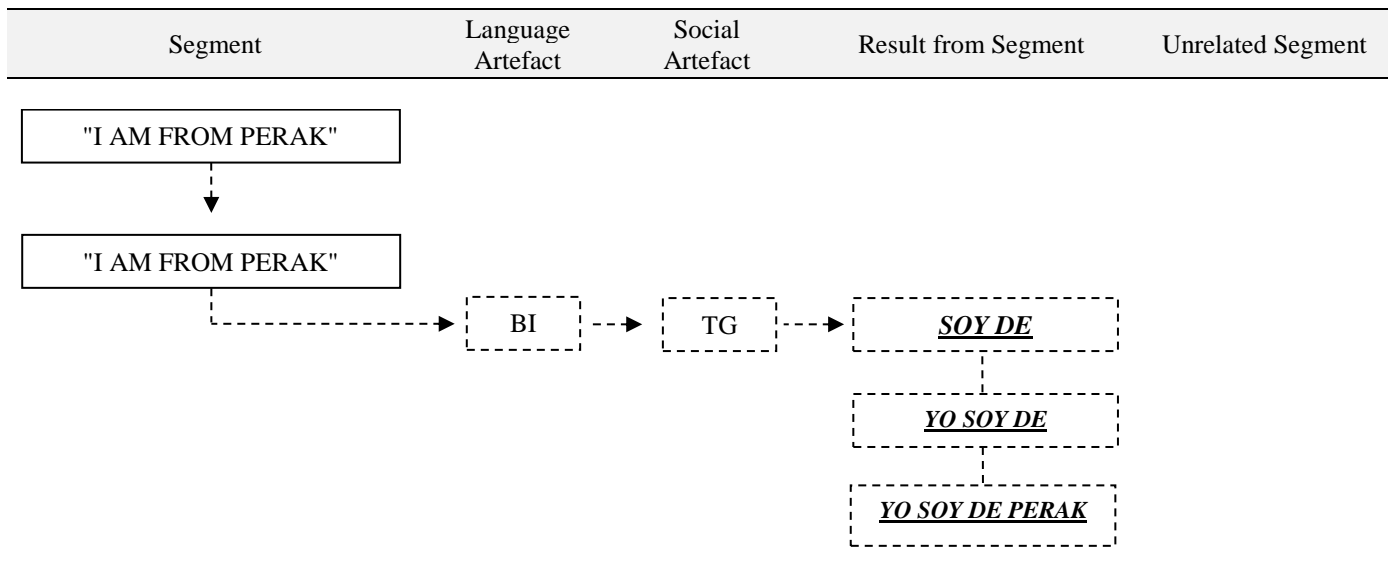 Segment
Language
Artefact
Social
Artefact
Result from Segment
Unrelated Segment
"I AM FROM PERAK"
"I AM FROM PERAK"
BI
TG
SOY DE
YO SOY DE
YO SOY DE PERAK